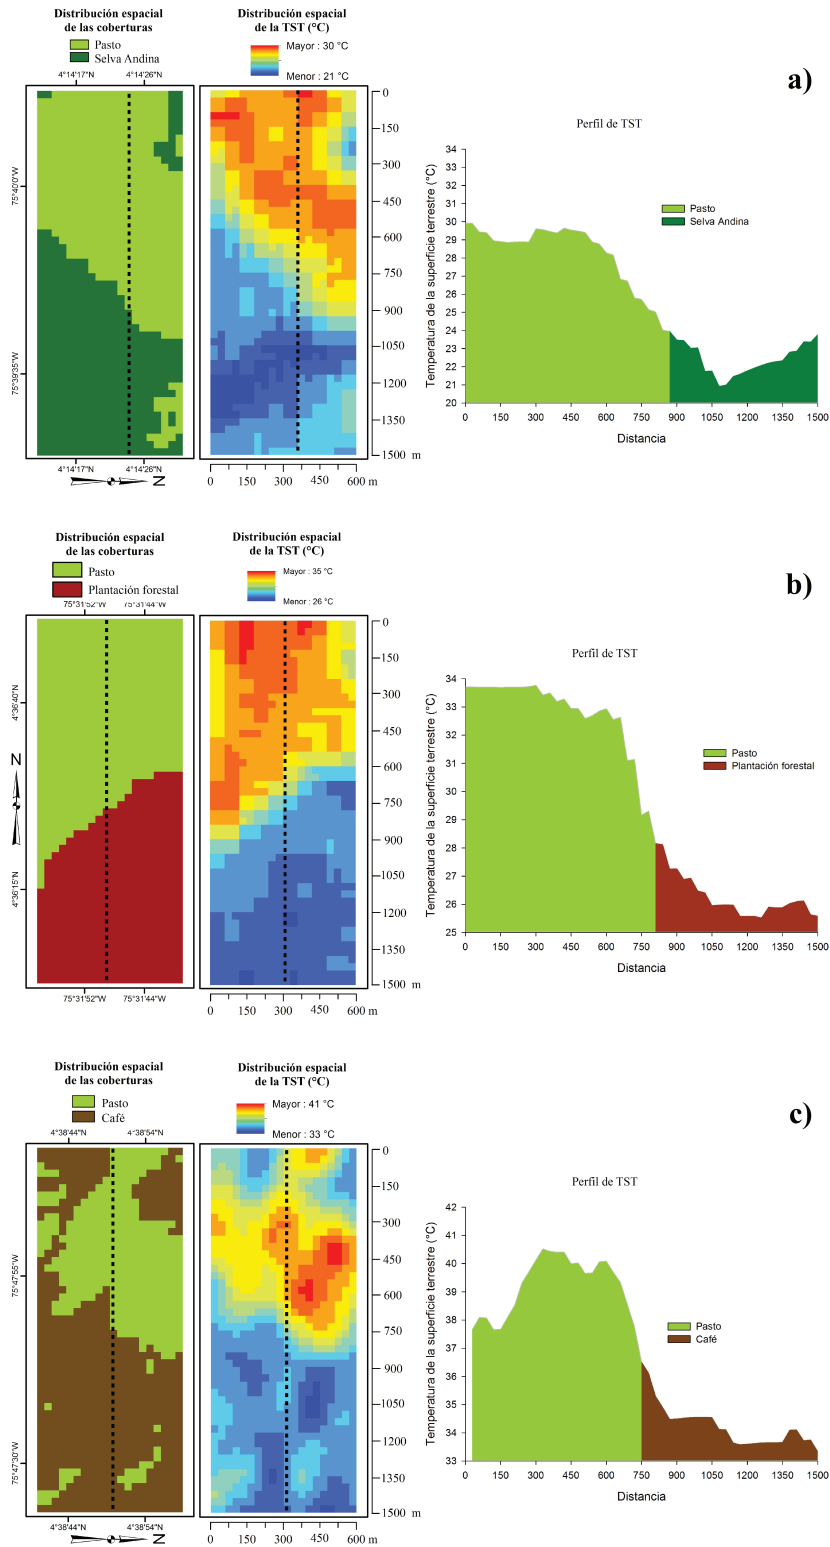 Distribución espacial
de las coberturas
Pasto
Selva Andina
4°14'17"N 4°14'26"N
75°40'0"W
75°39'35"W
4°14'17"N 4°14'26"N
N
Distribución espacial
de la TST (°C)
Mayor : 30 °C
Menor : 21 °C
0
150
300
450
600
750
900
1050
1200
1350
1500 m
0 150 300 450 600 m
a)
Perfil de TST
Temperatura de la superficie terrestre (°C)
34
33
34
33
32
31
30
29
28
26
25
24
23
22
21
20
Pasto
Selva Andina
0 150 300 450 600 750 900 1050 1200 1350 1500
Distancia
Distribución espacial
de las coberturas
Pasto
Plantación forestal
75°31'52"W 75°31'44"W
4°36'40"N
4°36'15"N
N
75°31'52"W 75°31'44"W
Distribución espacial
de la TST (°C)
Mayor : 35 °C
Menor : 26 °C
0
150
300
450
600
750
900
1050
1200
1350
1500 m
0 150 300 450 600 m
b)
Perfil de TST
Temperatura de la superficie terrestre (°C)
34
33
32
31
30
29
28
27
26
25
Pasto
Plantación forestal
0 150 300 450 600 750 900 1050 1200 1350 1500
Distancia
Distribución espacial
de las coberturas
Pasto
Café
4°38'44"N 4°38'54"N
75°47'55"W
75°47'30"W
4°38'44"N 4°38'54"N
N
Distribución espacial
de la TST (°C)
Mayor : 41 °C
Menor : 33 °C
0
150
300
450
600
750
900
1050
1200
1350
1500 m
0 150 300 450 600 m
c)
Perfil de TST
Temperatura de la superficie terrestre (°C)
42
41
40
39
38
37
36
35
34
33
Pasto
Café
0 150 300 450 600 750 900 1050 1200 1350 1500
Distancia